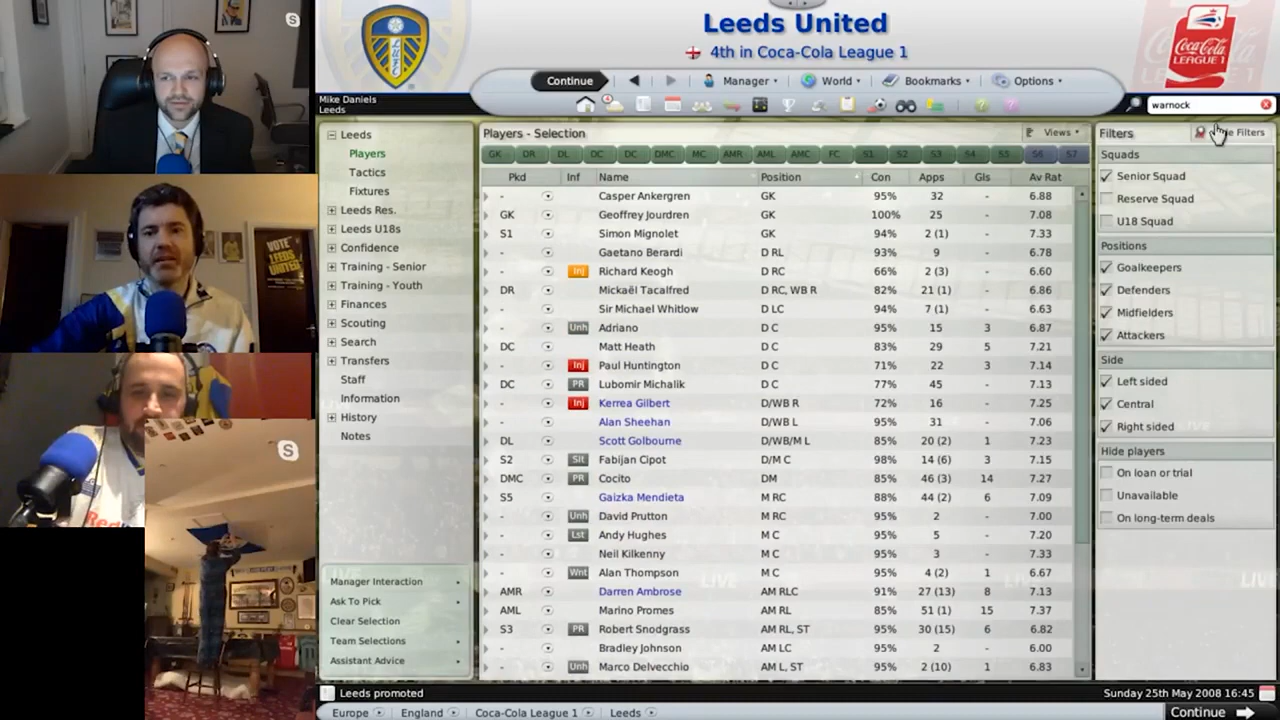 Leeds United
4th in Coca-Cola League 1
Coca-Cola
LEAGUE 1
Continue
Manager
World
Bookmarks
Options
Mike Daniels
Leeds
warnock
VOTE
LEEDS
UNITED
Leeds
Players
Tactics
Fixtures
Leeds Res.
Leeds U18s
Confidence
Training - Senior
Training - Youth
Finances
Scouting
Search
Transfers
Staff
Information
History
Notes
Manager Interaction
Ask To Pick
Clear Selection
Team Selections
Assistant Advice
Players - Selection Views
GK DR DL DC DC DMC MC AMR AML AMC FC S1 S2 S3 S4 S5 S6 S7
Pkd Inf Name Position Con Apps Gls Av Rat
- Casper Ankergren GK 95% 32 - 6.88
GK Geoffrey Jourdren GK 100% 25 - 7.08
S1 Simon Mignolet GK 94% 2 (1) - 7.33
- Gaetano Berardi D RL 93% 9 - 6.78
- Inj Richard Keogh D RC 66% 2 (3) - 6.60
DR Mickaël Tacalfred D RC, WB R 82% 21 (1) - 6.86
- Sir Michael Whitlow D LC 94% 7 (1) - 6.63
- Unh Adriano D C 95% 15 3 6.87
DC Matt Heath D C 83% 29 5 7.21
- Inj Paul Huntington D C 71% 22 3 7.14
DC PR Lubomir Michalik D C 77% 45 - 7.13
- Inj Kerrea Gilbert D/WB R 72% 16 - 7.25
- Alan Sheehan D/WB L 95% 31 - 7.06
DL Scott Golbourne D/WB/M L 85% 20 (2) 1 7.23
S2 Slt Fabijan Cipot D/M C 98% 14 (6) 3 7.15
DMC PR Cocito DM 85% 46 (3) 14 7.27
S5 Gaizka Mendieta M RC 88% 44 (2) 6 7.09
- Unh David Prutton M RC 95% 2 - 7.00
- Lst Andy Hughes M C 95% 5 - 7.20
- Neil Kilkenny M C 95% 3 - 7.33
- Wnt Alan Thompson M C 95% 4 (2) 1 6.67
AMR Darren Ambrose AM RLC 91% 27 (13) 8 7.13
AML Marino Promes AM RL 85% 51 (1) 15 7.37
S3 PR Robert Snodgrass AM RL, ST 95% 30 (15) 6 6.82
- Bradley Johnson AM LC 95% 2 - 6.00
- Unh Marco Delvecchio AM L, ST 95% 2 (10) 1 6.83
Filters
Filters
Squads
Senior Squad
Reserve Squad
U18 Squad
Positions
Goalkeepers
Defenders
Midfielders
Attackers
Side
Left sided
Central
Right sided
Hide players
On loan or trial
Unavailable
On long-term deals
LIVE
Leeds promoted
Sunday 25th May 2008 16:45
Europe England Coca-Cola League 1 Leeds
Continue